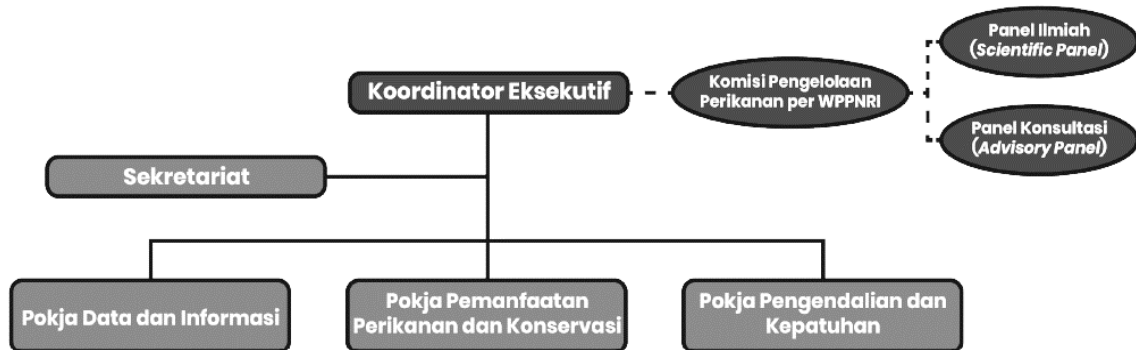 Panel Ilmiah
(Scientific Panel)
Koordinator Eksekutif
Komisi Pengelolaan
Perikanan per WPPNRI
Panel Konsultasi
(Advisory Panel)
Sekretariat
Pokja Data dan Informasi
Pokja Pemanfaatan
Perikanan dan Konservasi
Pokja Pengendalian dan
Kepatuhan